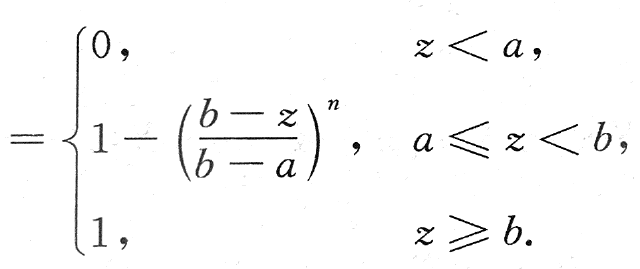 = { 0, z < a,
1 − ((b − z)/(b − a))^n, a ⩽ z < b,
1, z ⩾ b.